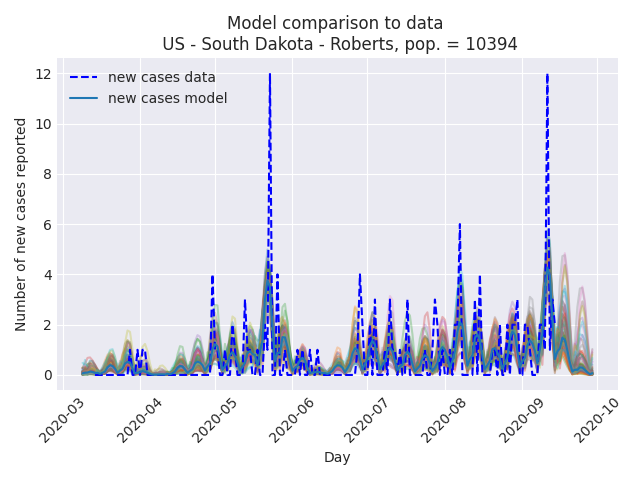 Model comparison to data
US - South Dakota - Roberts, pop. = 10394
new cases data
new cases model
Number of new cases reported
12
10
8
6
4
2
0
2020-03
2020-04
2020-05
2020-06
2020-07
2020-08
2020-09
2020-10
Day